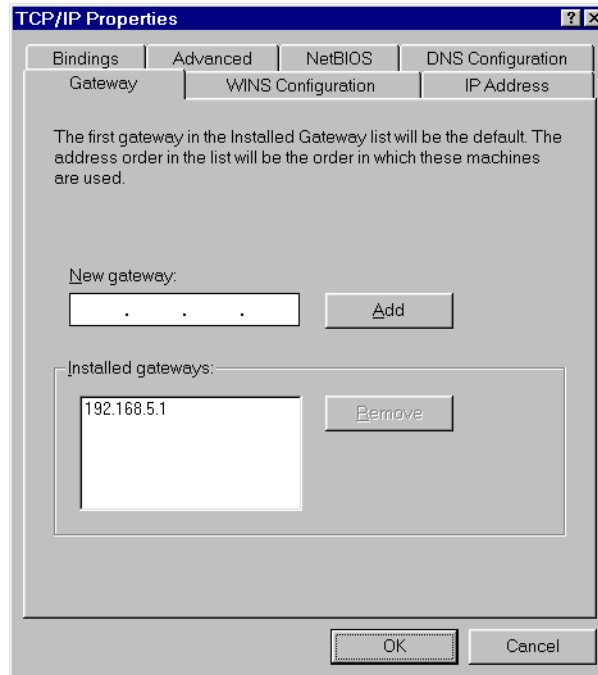 TCP/IP Properties
Bindings Advanced NetBIOS DNS Configuration
Gateway WINS Configuration IP Address
The first gateway in the Installed Gateway list will be the default. The
address order in the list will be the order in which these machines
are used.
New gateway:
. . .
Add
Installed gateways:
192.168.5.1
Remove
OK Cancel